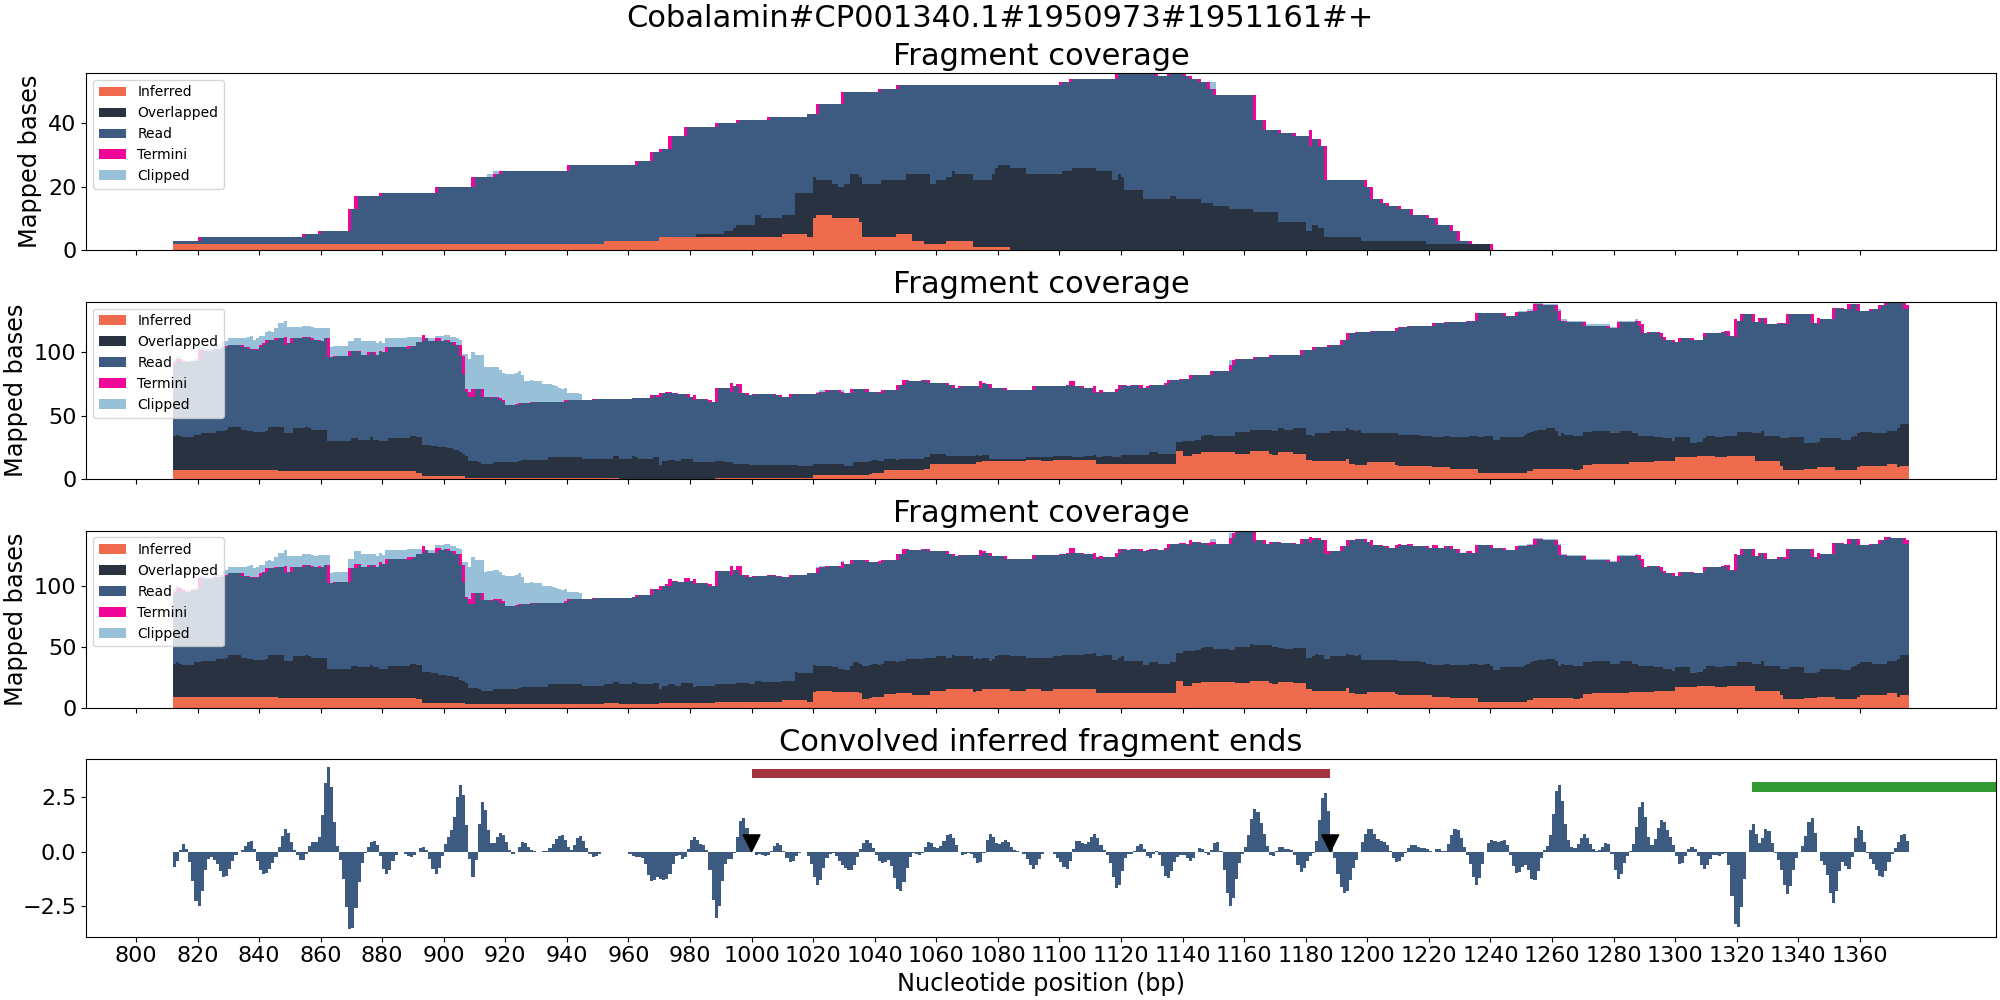 Cobalamin#CP001340.1#1950973#1951161#+
Fragment coverage
Mapped bases
40
20
0
Inferred
Overlapped
Read
Termini
Clipped
Fragment coverage
Mapped bases
100
50
0
Inferred
Overlapped
Read
Termini
Clipped
Fragment coverage
Mapped bases
100
50
0
Inferred
Overlapped
Read
Termini
Clipped
Convolved inferred fragment ends
2.5
0.0
−2.5
800 820 840 860 880 900 920 940 960 980 1000 1020 1040 1060 1080 1100 1120 1140 1160 1180 1200 1220 1240 1260 1280 1300 1320 1340 1360
Nucleotide position (bp)